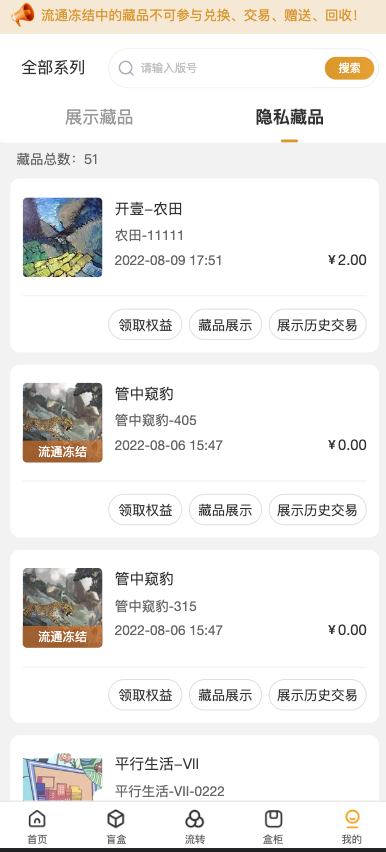 流通冻结中的藏品不可参与兑换、交易、赠送、回收！
全部系列
请输入版号
搜索
展示藏品
隐私藏品
藏品总数：51
开壹-农田
农田-11111
2022-08-09 17:51
¥2.00
领取权益
藏品展示
展示历史交易
管中窥豹
管中窥豹-405
流通冻结
2022-08-06 15:47
¥0.00
领取权益
藏品展示
展示历史交易
管中窥豹
管中窥豹-315
流通冻结
2022-08-06 15:47
¥0.00
领取权益
藏品展示
展示历史交易
平行生活-VII
平行生活-VII-0222
首页
盲盒
流转
盒柜
我的